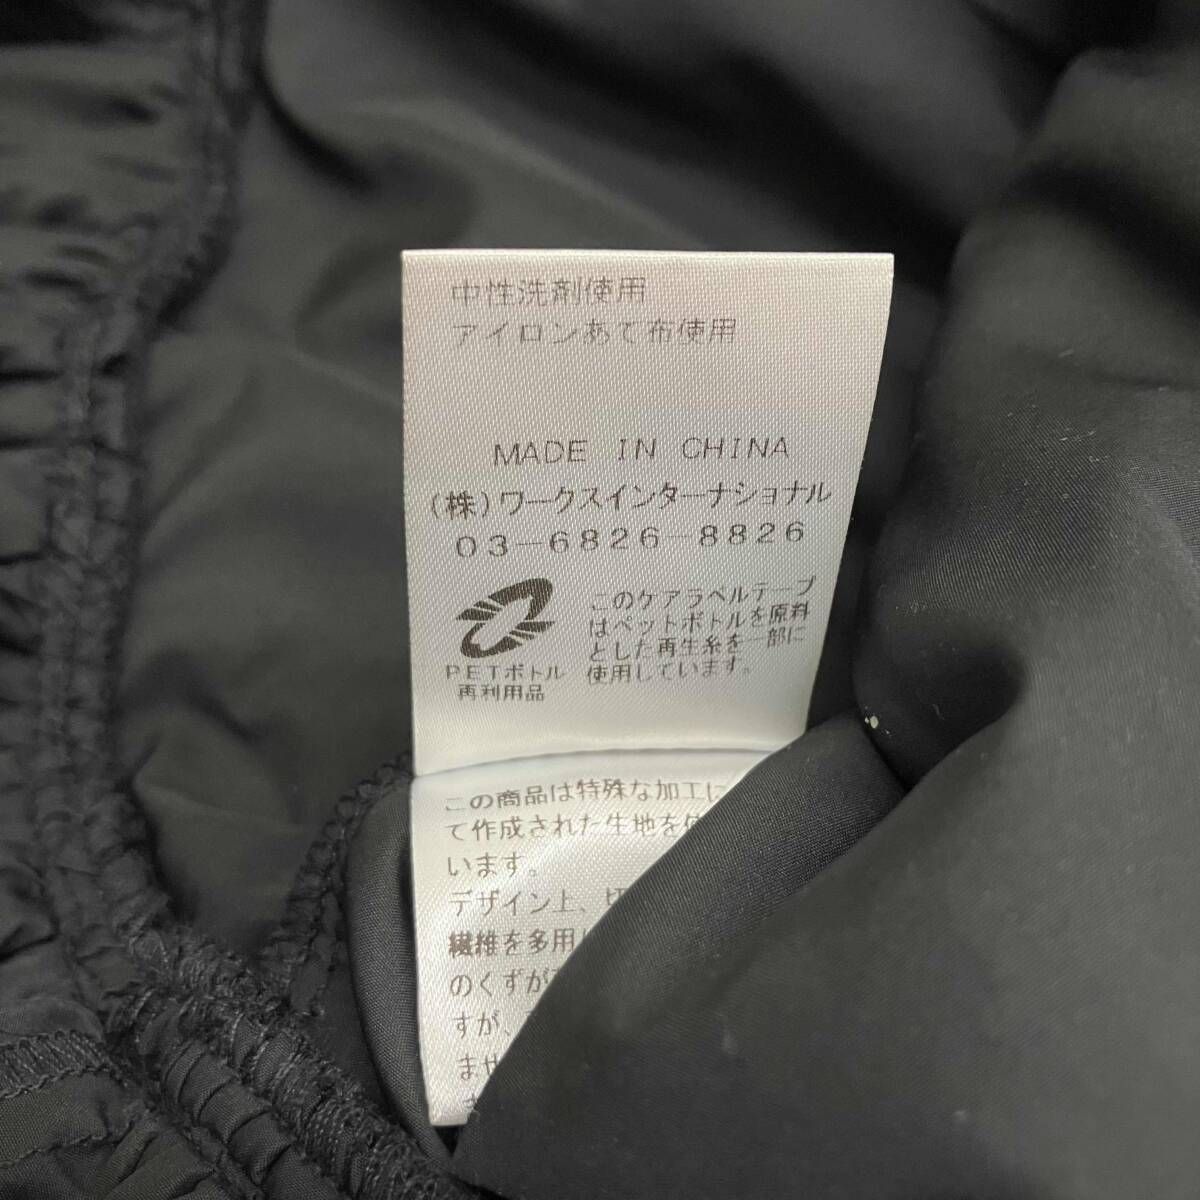 中性洗剤使用
アイロンあて布使用
MADE IN CHINA
(株)ワークスインターナショナル
03-6826-8826
このケアラベルテープ
はペットボトルを原料
とした再生糸を一部に
使用しています。
PETボトル
再利用品
この商品は特殊な加工に
て作成された生地を使
います。
デザイン上、切
繊維を多用し
のくずが
すが、
ませ